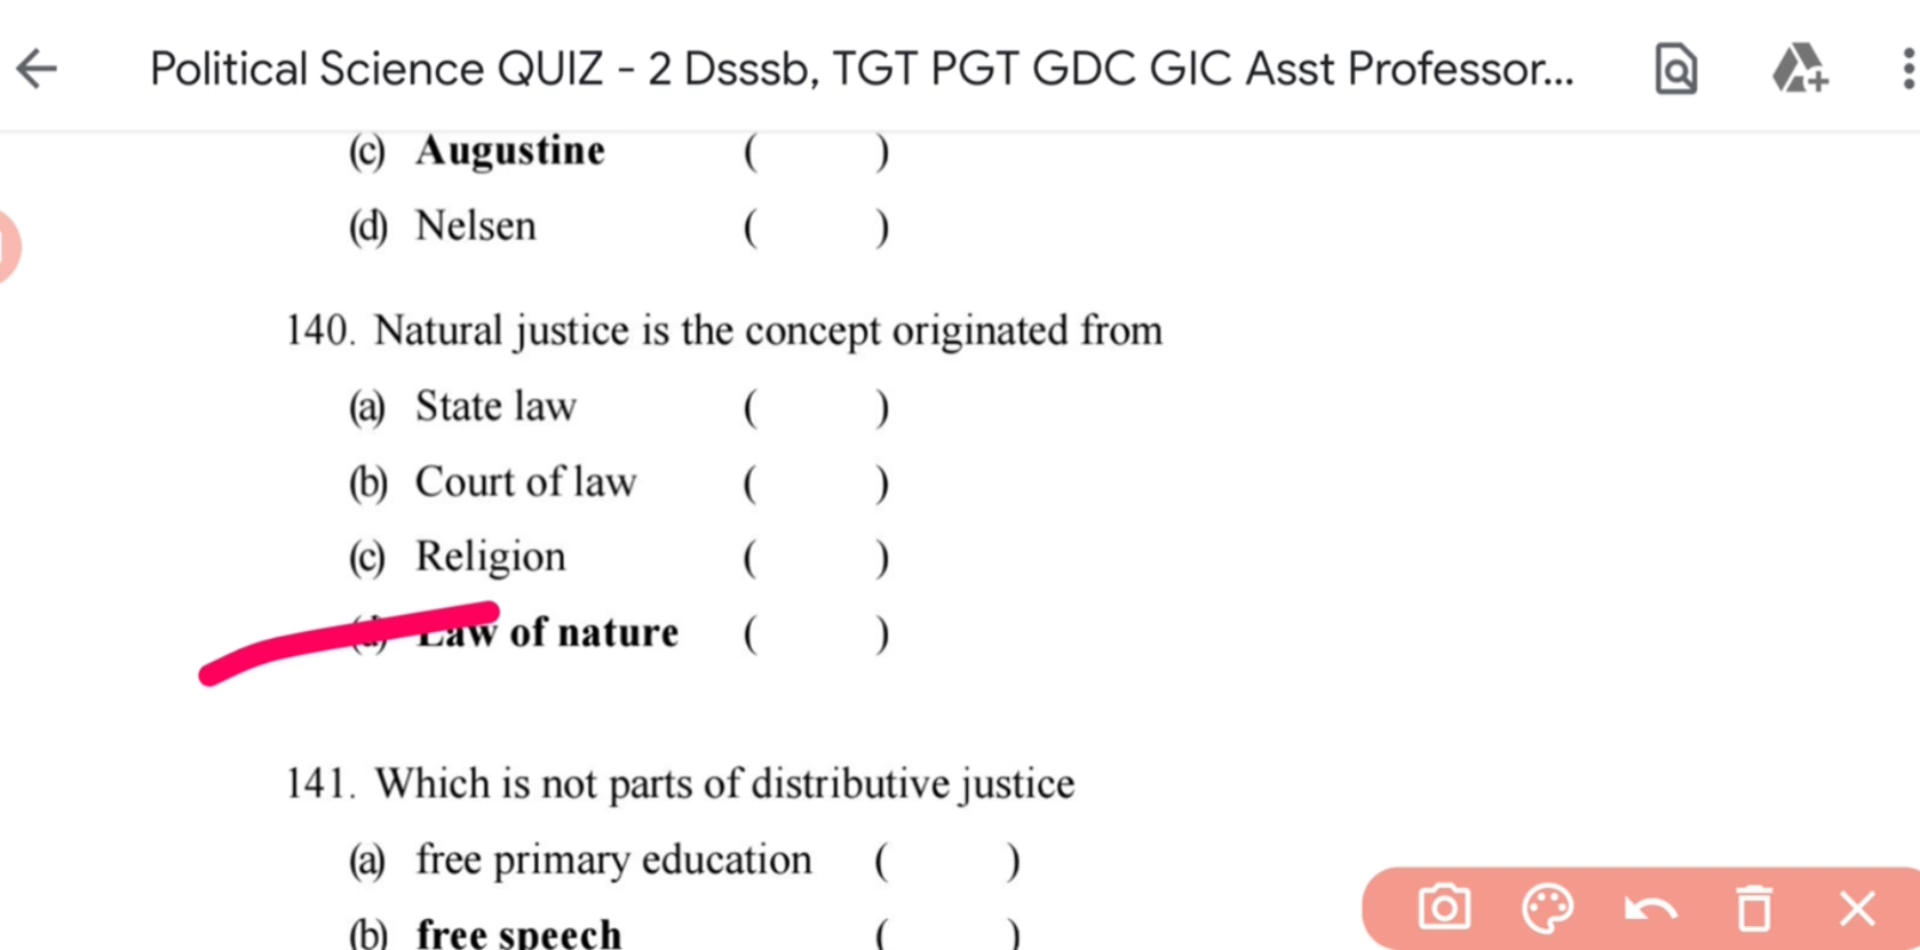 Political Science QUIZ - 2 Dsssb, TGT PGT GDC GIC Asst Professor...
(c) Augustine ( )
(d) Nelsen ( )
140. Natural justice is the concept originated from
(a) State law ( )
(b) Court of law ( )
(c) Religion ( )
(d) Law of nature ( )
141. Which is not parts of distributive justice
(a) free primary education ( )
(b) free speech ( )